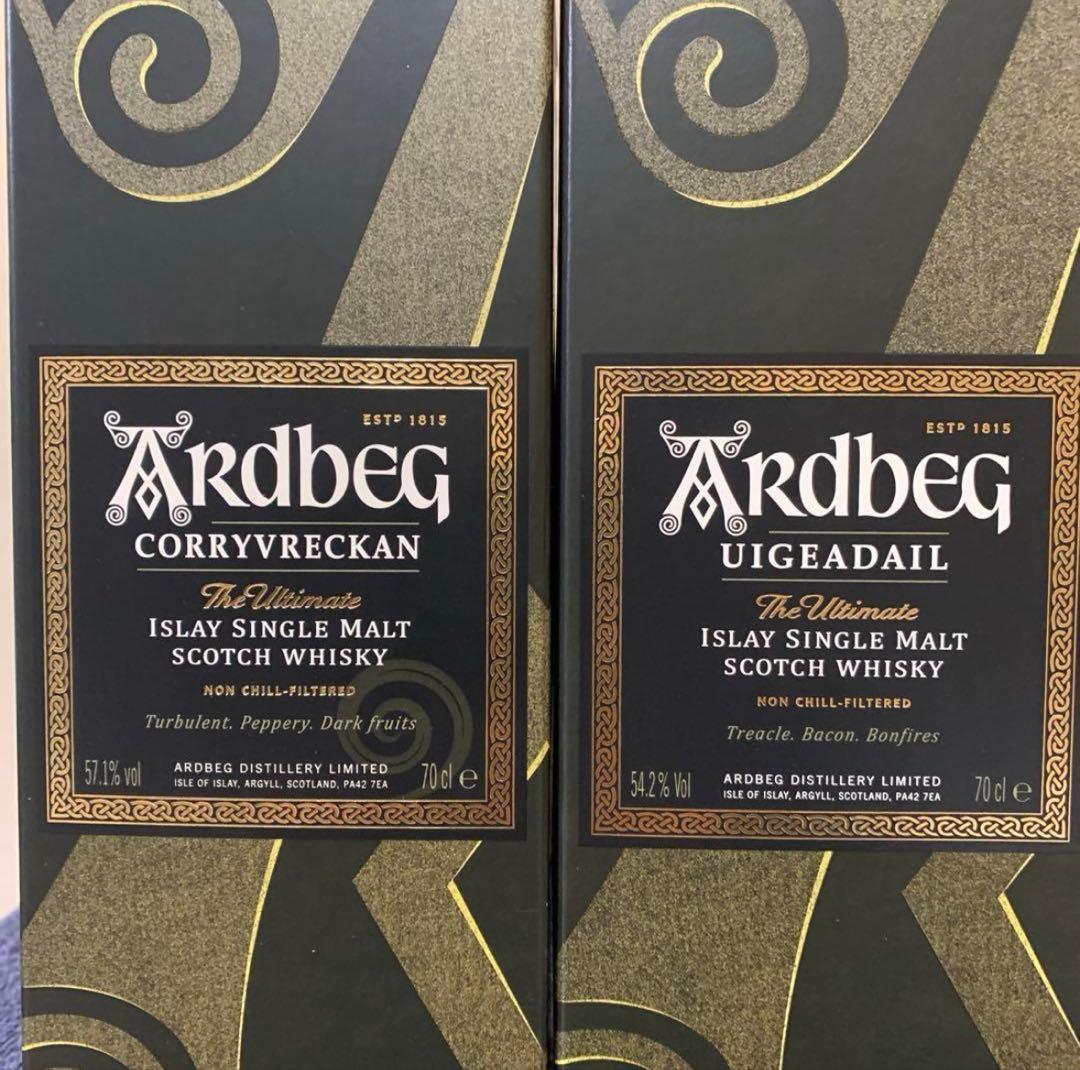 ESTD 1815
ARDBEG
CORRYVRECKAN
The Ultimate
ISLAY SINGLE MALT
SCOTCH WHISKY
NON CHILL-FILTERED
Turbulent. Peppery. Dark fruits
57.1% vol
ARDBEG DISTILLERY LIMITED
ISLE OF ISLAY, ARGYLL, SCOTLAND, PA42 7EA
70 cl ℮
ESTD 1815
ARDBEG
UIGEADAIL
The Ultimate
ISLAY SINGLE MALT
SCOTCH WHISKY
NON CHILL-FILTERED
Treacle. Bacon. Bonfires
54.2% Vol
ARDBEG DISTILLERY LIMITED
ISLE OF ISLAY, ARGYLL, SCOTLAND, PA42 7EA
70 cl ℮